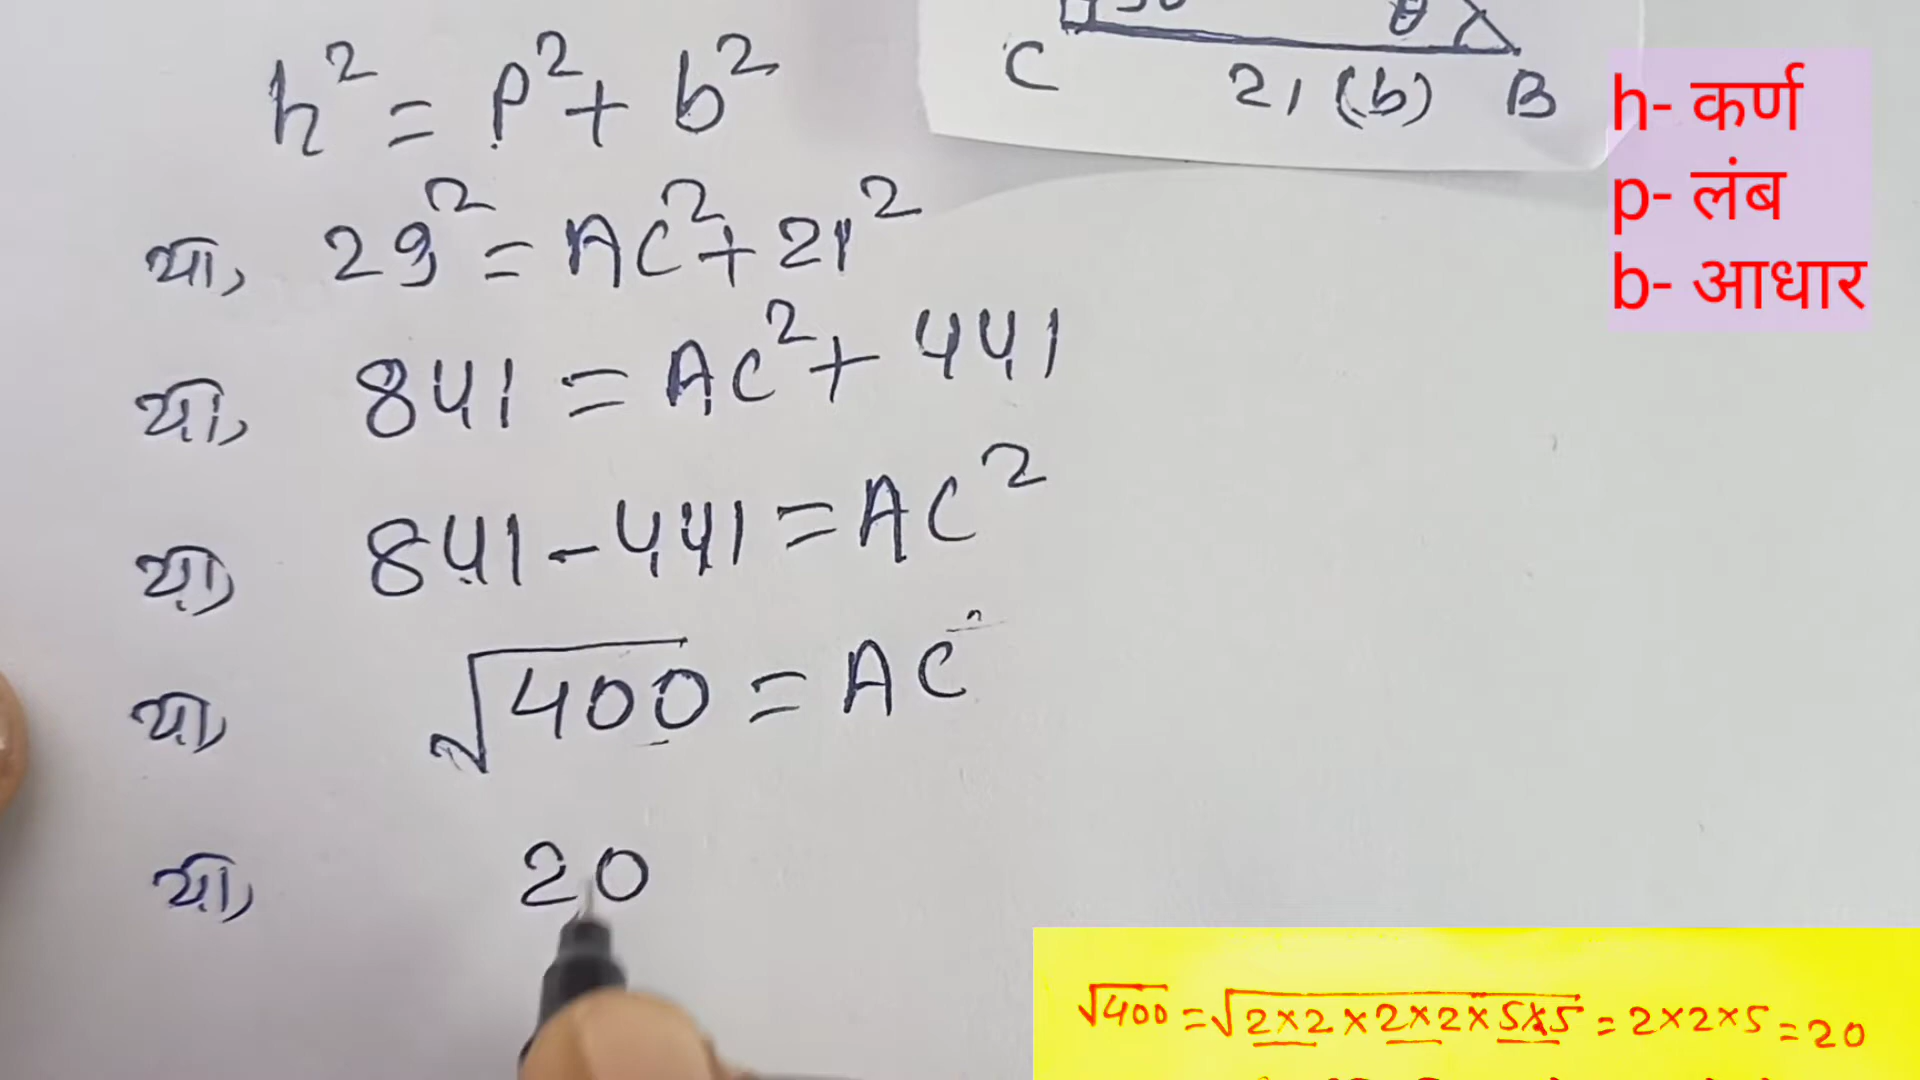 h² = P² + b²
या, 29² = AC² + 21²
या, 841 = AC² + 441
या, 841 - 441 = AC²
या, √400 = AC
या, 20
θ
C 21 (b) B
h- कर्ण
p- लंब
b- आधार
√400 = √2×2×2×2×5×5 = 2×2×5 = 20